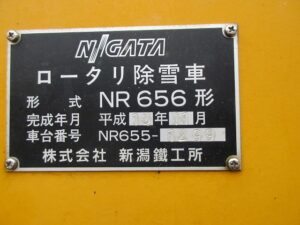 NIIGATA
ロータリ除雪車
形式 NR656形
完成年月 平成 年 月
車台番号 NR655-
株式会社 新潟鐵工所